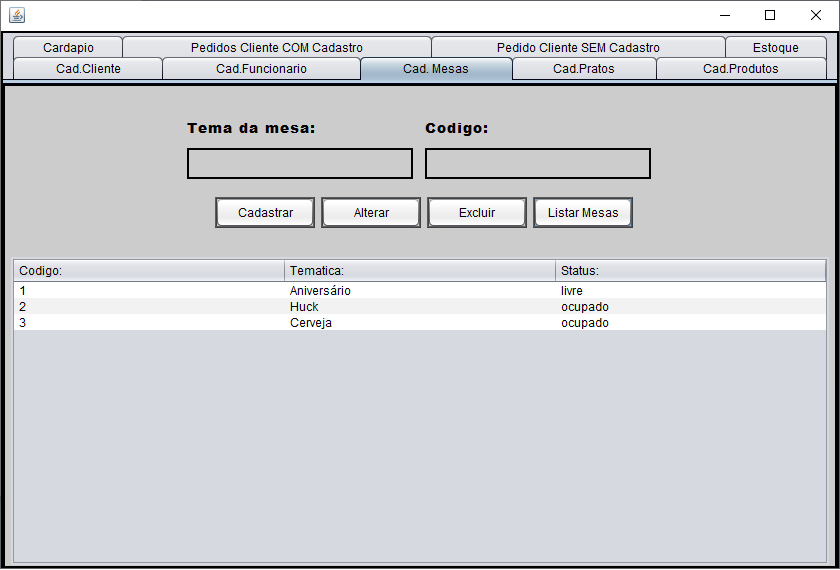 Cardapio Pedidos Cliente COM Cadastro Pedido Cliente SEM Cadastro Estoque
Cad.Cliente Cad.Funcionario Cad. Mesas Cad.Pratos Cad.Produtos
Tema da mesa: Codigo:
Cadastrar Alterar Excluir Listar Mesas
Codigo: Tematica: Status:
1 Aniversário livre
2 Huck ocupado
3 Cerveja ocupado